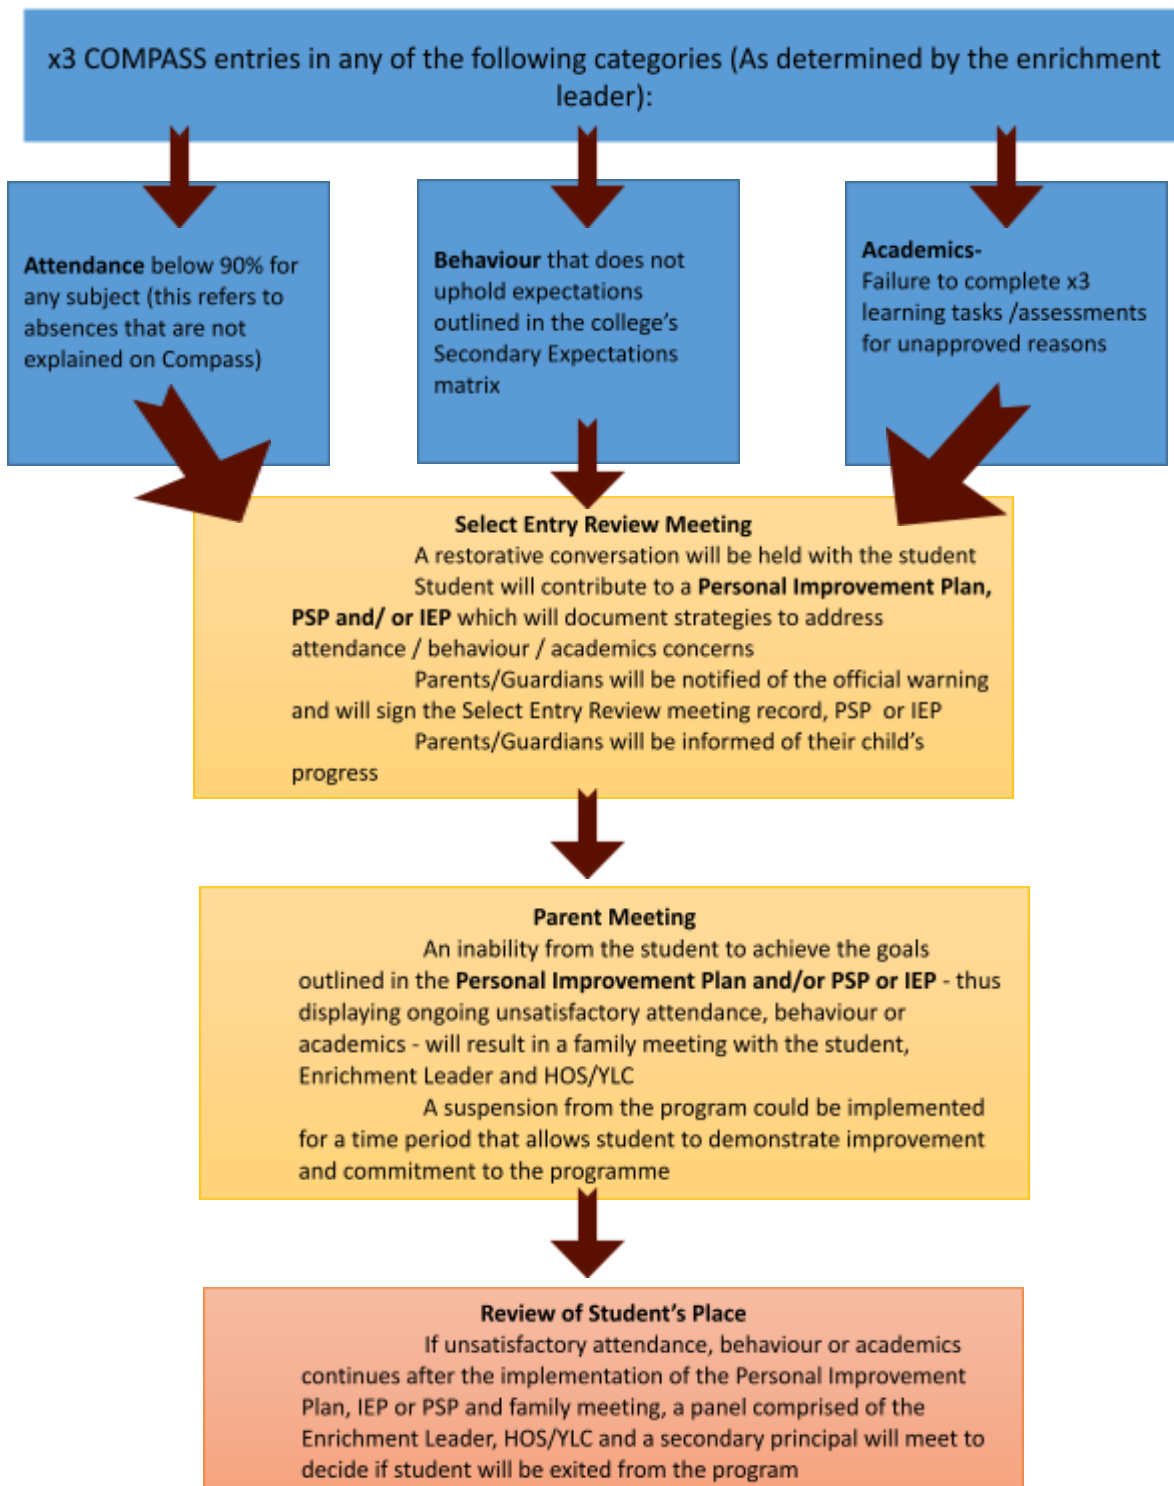 x3 COMPASS entries in any of the following categories (As determined by the enrichment
leader):
Attendance below 90% for
any subject (this refers to
absences that are not
explained on Compass)
Behaviour that does not
uphold expectations
outlined in the college's
Secondary Expectations
matrix
Academics-
Failure to complete x3
learning tasks /assessments
for unapproved reasons
Select Entry Review Meeting
A restorative conversation will be held with the student
Student will contribute to a Personal Improvement Plan,
PSP and/ or IEP which will document strategies to address
attendance / behaviour / academics concerns
Parents/Guardians will be notified of the official warning
and will sign the Select Entry Review meeting record, PSP or IEP
Parents/Guardians will be informed of their child's
progress
Parent Meeting
An inability from the student to achieve the goals
outlined in the Personal Improvement Plan and/or PSP or IEP - thus
displaying ongoing unsatisfactory attendance, behaviour or
academics - will result in a family meeting with the student,
Enrichment Leader and HOS/YLC
A suspension from the program could be implemented
for a time period that allows student to demonstrate improvement
and commitment to the programme
Review of Student's Place
If unsatisfactory attendance, behaviour or academics
continues after the implementation of the Personal Improvement
Plan, IEP or PSP and family meeting, a panel comprised of the
Enrichment Leader, HOS/YLC and a secondary principal will meet to
decide if student will be exited from the program